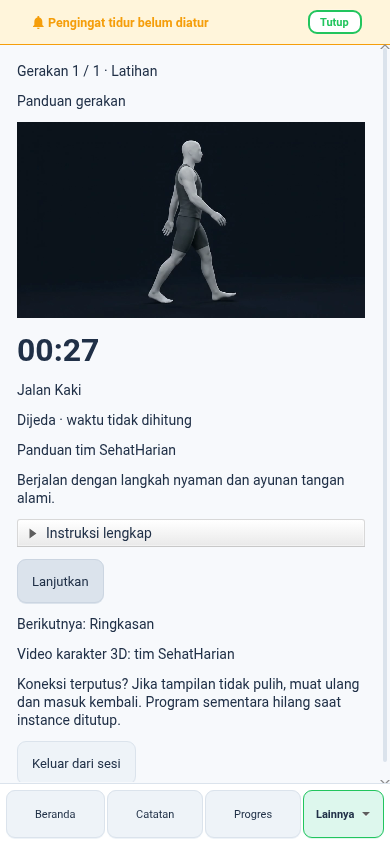 Pengingat tidur belum diatur
Tutup
Gerakan 1 / 1 · Latihan
Panduan gerakan
00:27
Jalan Kaki
Dijeda · waktu tidak dihitung
Panduan tim SehatHarian
Berjalan dengan langkah nyaman dan ayunan tangan
alami.
Instruksi lengkap
Lanjutkan
Berikutnya: Ringkasan
Video karakter 3D: tim SehatHarian
Koneksi terputus? Jika tampilan tidak pulih, muat ulang
dan masuk kembali. Program sementara hilang saat
instance ditutup.
Keluar dari sesi
Beranda
Catatan
Progres
Lainnya